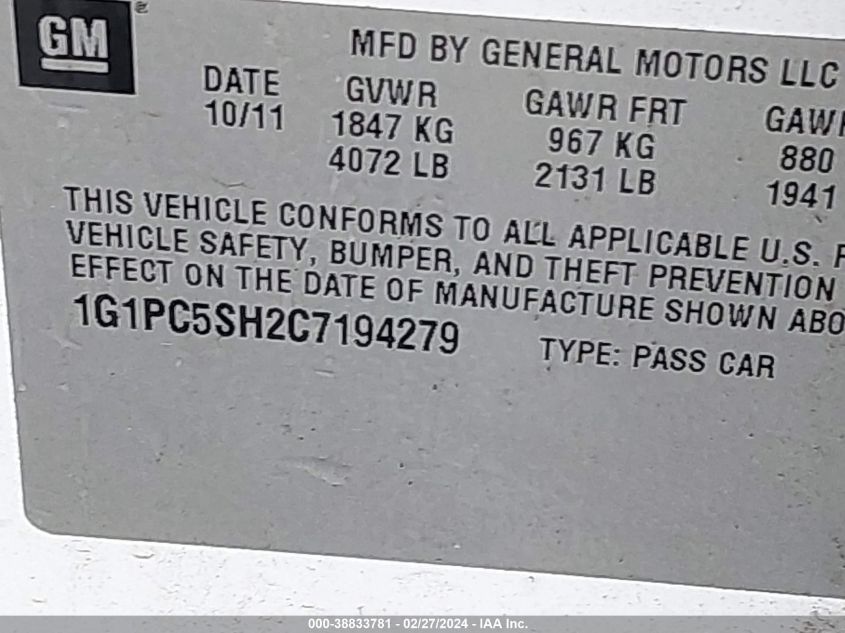 GM
MFD BY GENERAL MOTORS LLC
DATE GVWR GAWR FRT GAW
10/11 1847 KG 967 KG 880
4072 LB 2131 LB 1941
THIS VEHICLE CONFORMS TO ALL APPLICABLE U.S. F
VEHICLE SAFETY, BUMPER, AND THEFT PREVENTION
EFFECT ON THE DATE OF MANUFACTURE SHOWN ABO
1G1PC5SH2C7194279 TYPE: PASS CAR
000-38833781 - 02/27/2024 - IAA Inc.